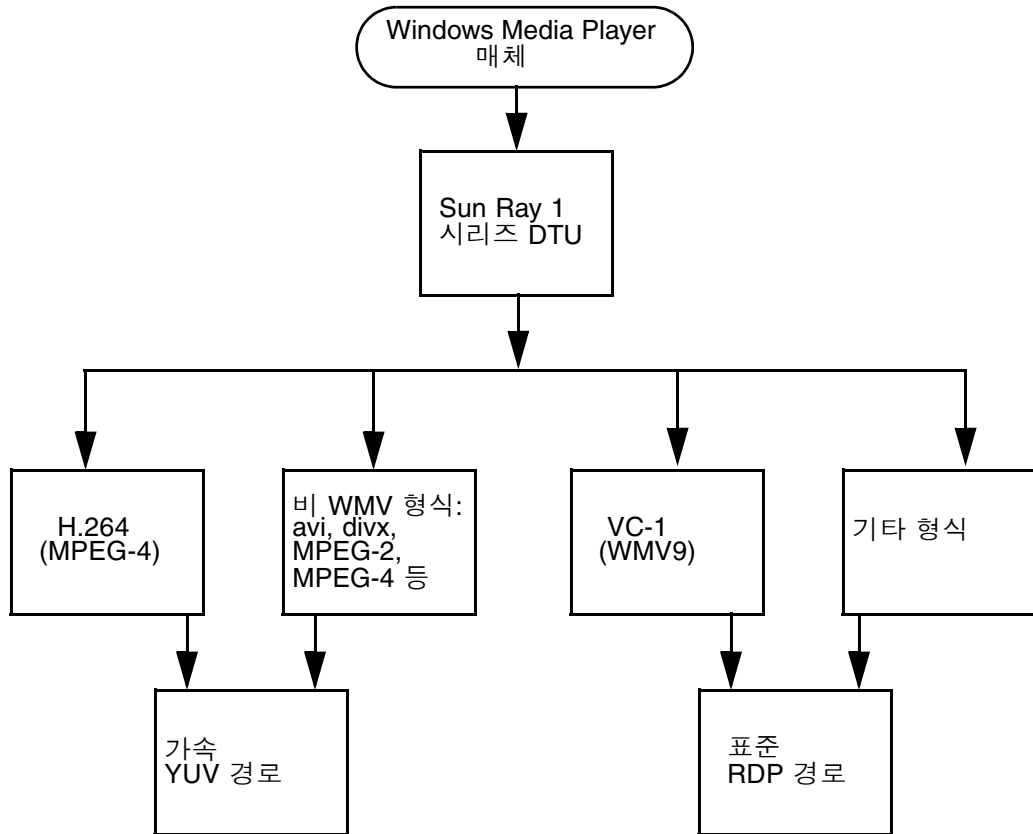 Windows Media Player
매체
Sun Ray 1
시리즈 DTU
H.264
(MPEG-4)
비 WMV 형식:
avi, divx,
MPEG-2,
MPEG-4 등
VC-1
(WMV9)
기타 형식
가속
YUV 경로
표준
RDP 경로